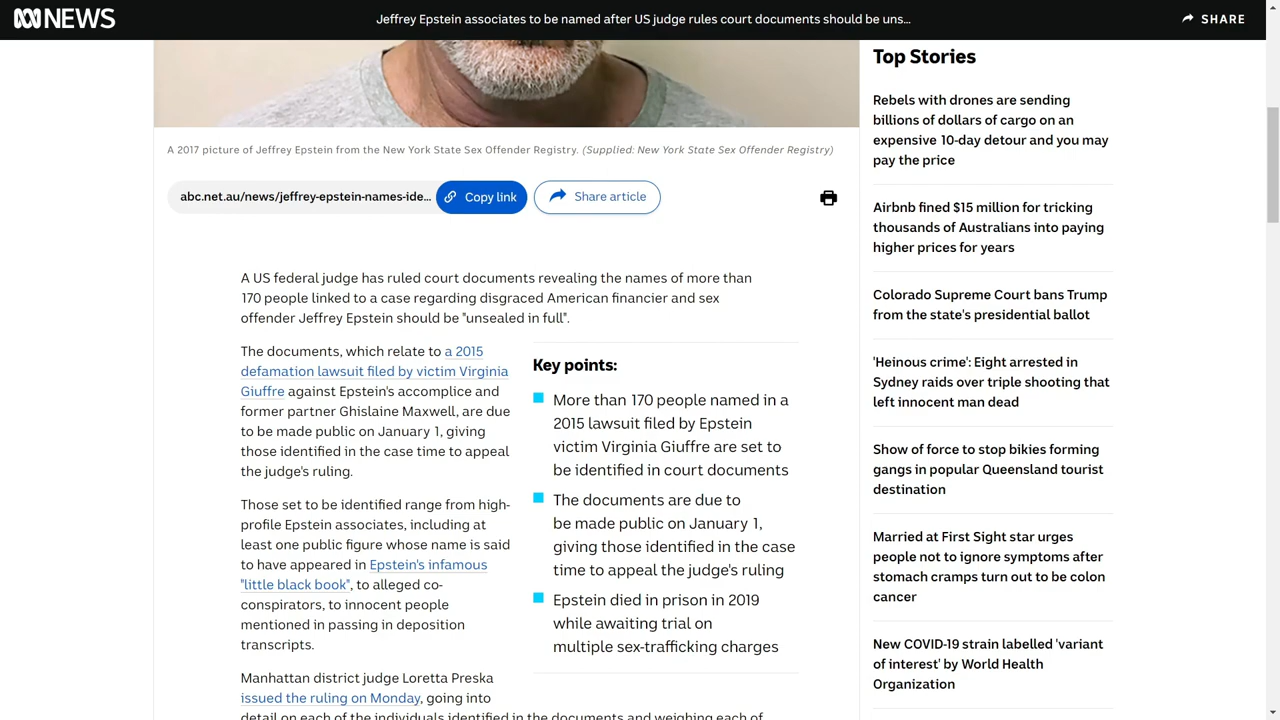 NEWS
Jeffrey Epstein associates to be named after US judge rules court documents should be uns...
SHARE
A 2017 picture of Jeffrey Epstein from the New York State Sex Offender Registry. (Supplied: New York State Sex Offender Registry)
abc.net.au/news/jeffrey-epstein-names-ide...
Copy link
Share article
A US federal judge has ruled court documents revealing the names of more than
170 people linked to a case regarding disgraced American financier and sex
offender Jeffrey Epstein should be "unsealed in full".
The documents, which relate to a 2015
defamation lawsuit filed by victim Virginia
Giuffre against Epstein's accomplice and
former partner Ghislaine Maxwell, are due
to be made public on January 1, giving
those identified in the case time to appeal
the judge's ruling.
Those set to be identified range from high-
profile Epstein associates, including at
least one public figure whose name is said
to have appeared in Epstein's infamous
"little black book", to alleged co-
conspirators, to innocent people
mentioned in passing in deposition
transcripts.
Manhattan district judge Loretta Preska
issued the ruling on Monday, going into
detail on each of the individuals identified in the documents and weighing each of
Key points:
More than 170 people named in a
2015 lawsuit filed by Epstein
victim Virginia Giuffre are set to
be identified in court documents
The documents are due to
be made public on January 1,
giving those identified in the case
time to appeal the judge's ruling
Epstein died in prison in 2019
while awaiting trial on
multiple sex-trafficking charges
Top Stories
Rebels with drones are sending
billions of dollars of cargo on an
expensive 10-day detour and you may
pay the price
Airbnb fined $15 million for tricking
thousands of Australians into paying
higher prices for years
Colorado Supreme Court bans Trump
from the state's presidential ballot
'Heinous crime': Eight arrested in
Sydney raids over triple shooting that
left innocent man dead
Show of force to stop bikies forming
gangs in popular Queensland tourist
destination
Married at First Sight star urges
people not to ignore symptoms after
stomach cramps turn out to be colon
cancer
New COVID-19 strain labelled 'variant
of interest' by World Health
Organization